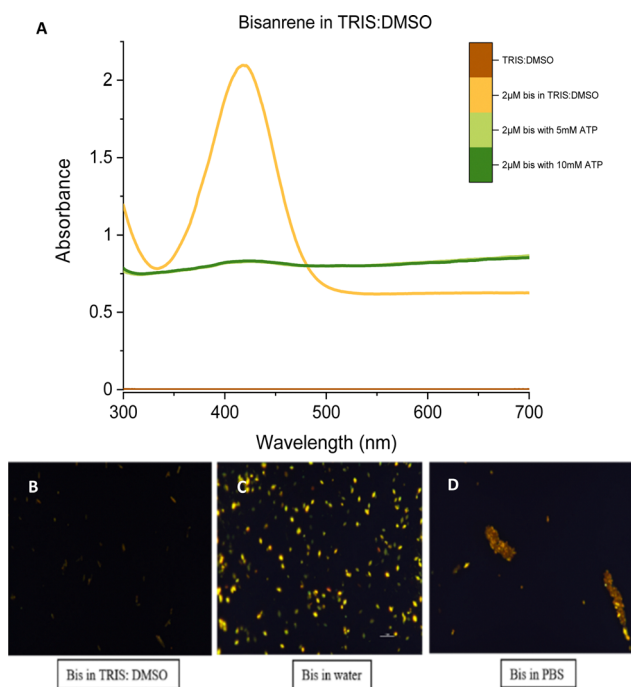 Bisanrene in TRIS:DMSO
A
TRIS:DMSO
2µM bis in TRIS:DMSO
2µM bis with 5mM ATP
2µM bis with 10mM ATP
Absorbance
2
1.5
1
0.5
0
300 400 500 600 700
Wavelength (nm)
B C D
Bis in TRIS: DMSO
Bis in water
Bis in PBS